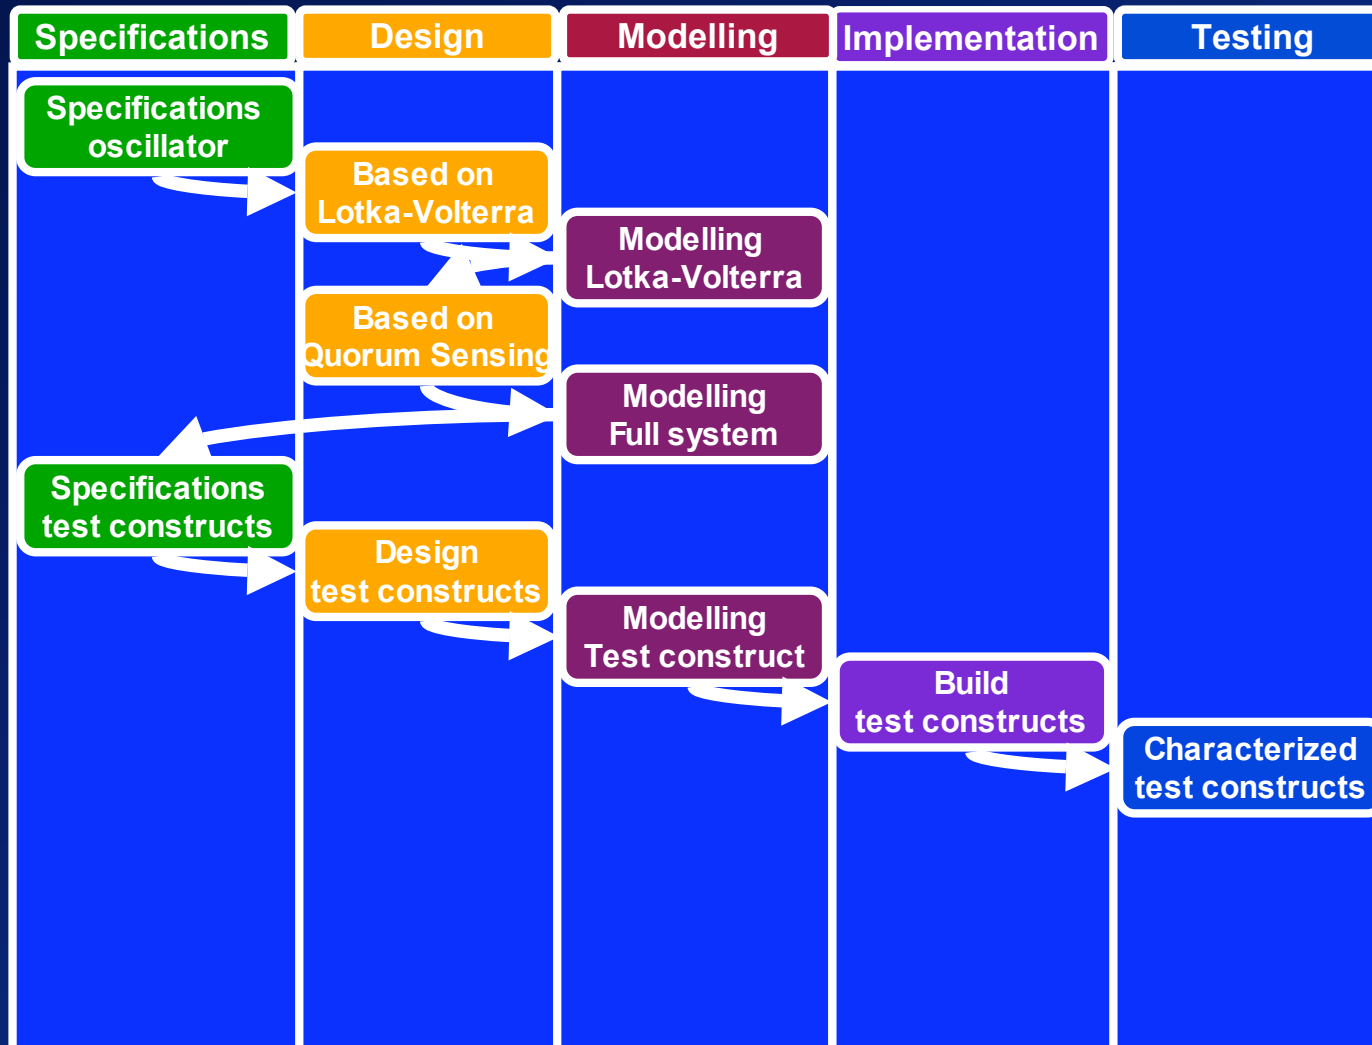 Specifications
Design
Modelling
Implementation
Testing
Specifications
oscillator
Based on
Lotka-Volterra
Modelling
Lotka-Volterra
Based on
Quorum Sensing
Modelling
Full system
Specifications
test constructs
Design
test constructs
Modelling
Test construct
Build
test constructs
Characterized
test constructs